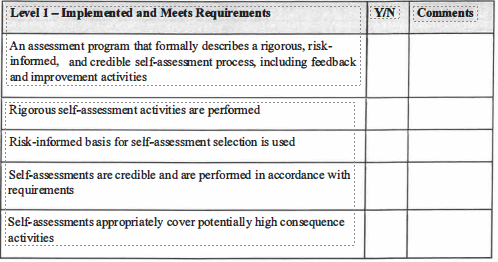 Level 1 – Implemented and Meets Requirements Y/N Comments
An assessment program that formally describes a rigorous, risk-
informed, and credible self-assessment process, including feedback
and improvement activities
Rigorous self-assessment activities are performed
Risk-informed basis for self-assessment selection is used
Self-assessments are credible and are performed in accordance with
requirements
Self-assessments appropriately cover potentially high consequence
activities